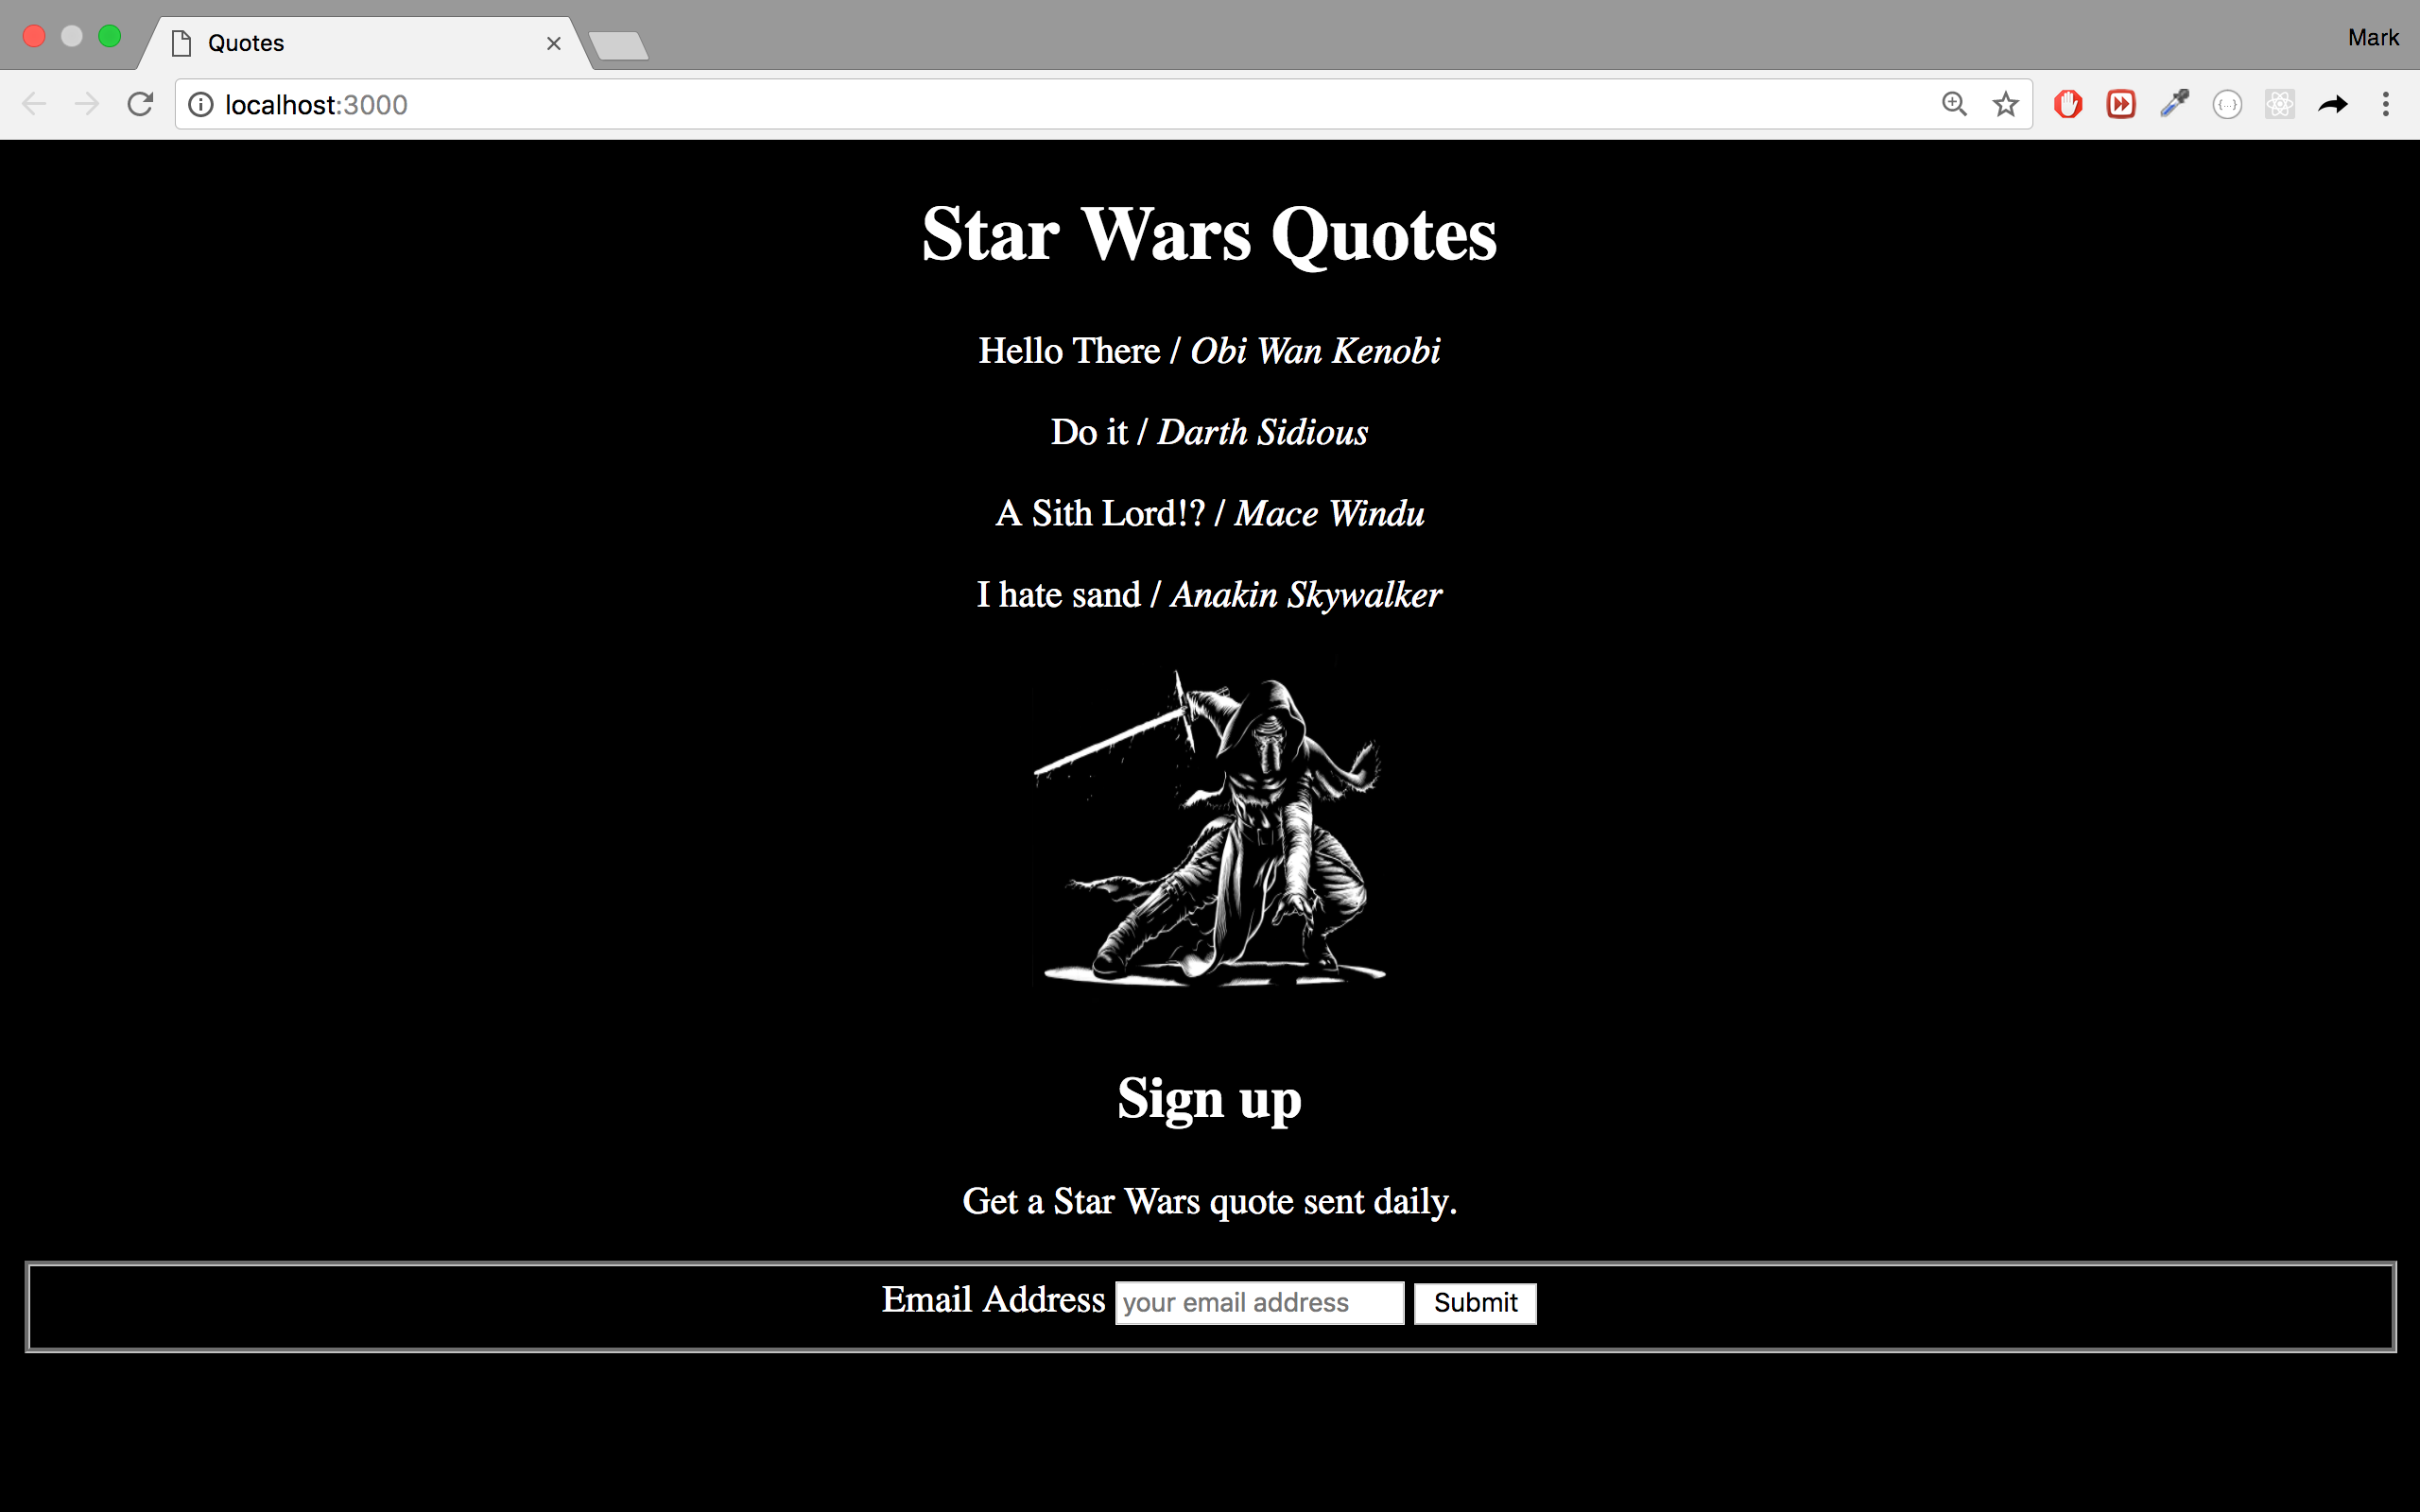 Quotes
Mark
localhost:3000
Star Wars Quotes
Hello There / Obi Wan Kenobi
Do it / Darth Sidious
A Sith Lord!? / Mace Windu
I hate sand / Anakin Skywalker
Sign up
Get a Star Wars quote sent daily.
Email Address your email address Submit